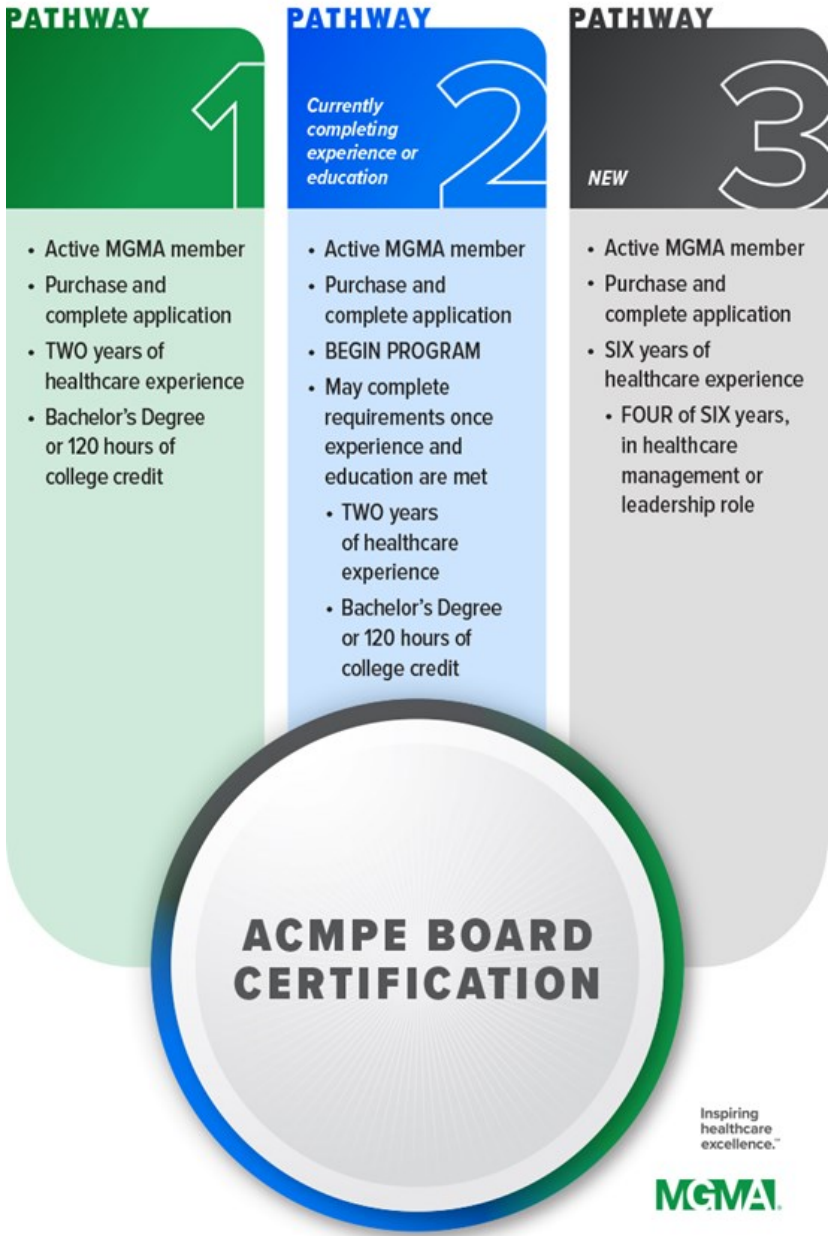 PATHWAY
1
• Active MGMA member
• Purchase and
complete application
• TWO years of
healthcare experience
• Bachelor's Degree
or 120 hours of
college credit
PATHWAY
Currently
completing
experience or
education
2
• Active MGMA member
• Purchase and
complete application
• BEGIN PROGRAM
• May complete
requirements once
experience and
education are met
• TWO years
of healthcare
experience
• Bachelor's Degree
or 120 hours of
college credit
PATHWAY
NEW
3
• Active MGMA member
• Purchase and
complete application
• SIX years of
healthcare experience
• FOUR of SIX years,
in healthcare
management or
leadership role
ACMPE BOARD
CERTIFICATION
Inspiring
healthcare
excellence.™
MGMA®